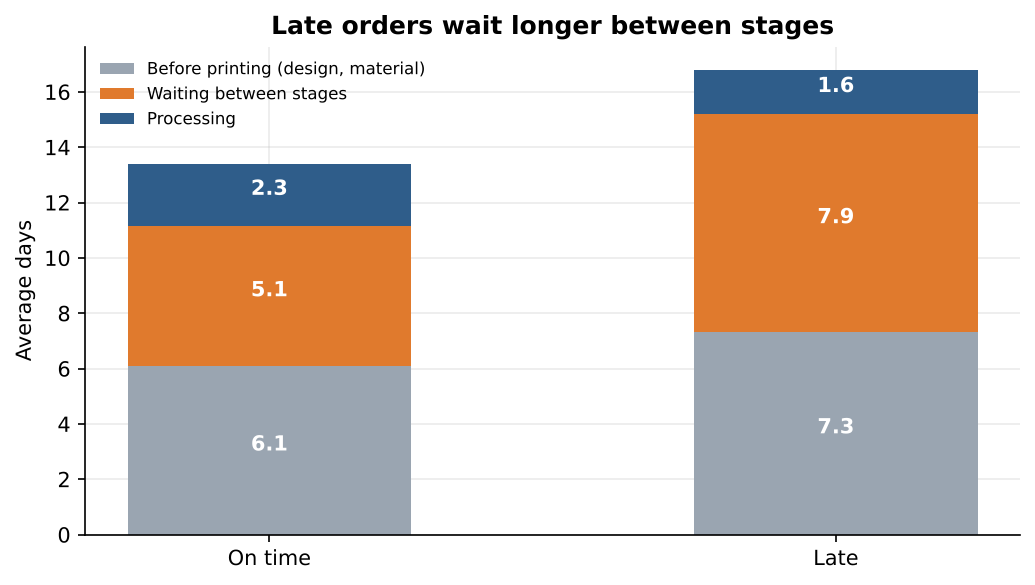 Late orders wait longer between stages
Before printing (design, material)
Waiting between stages
Processing
Average days
16
14
12
10
8
6
4
2
0
2.3
5.1
6.1
1.6
7.9
7.3
On time
Late